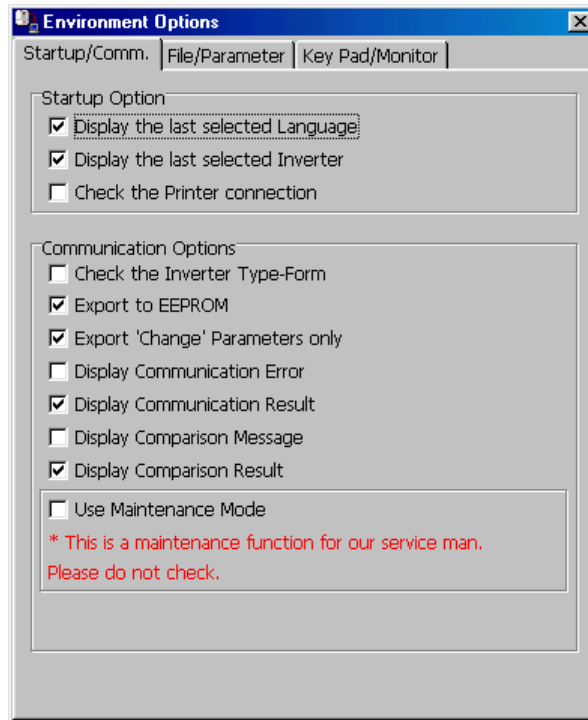 Environment Options
Startup/Comm. File/Parameter Key Pad/Monitor
Startup Option
Display the last selected Language
Display the last selected Inverter
Check the Printer connection
Communication Options
Check the Inverter Type-Form
Export to EEPROM
Export 'Change' Parameters only
Display Communication Error
Display Communication Result
Display Comparison Message
Display Comparison Result
Use Maintenance Mode
* This is a maintenance function for our service man.
Please do not check.